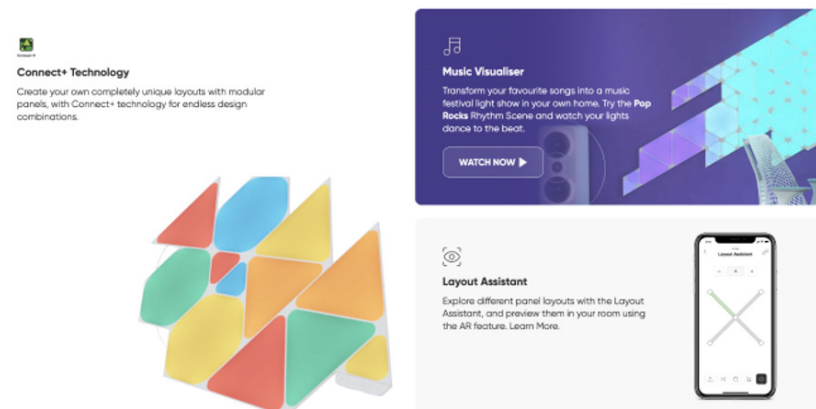 Connect+ Technology
Create your own completely unique layouts with modular
panels, with Connect+ technology for endless design
combinations.
Music Visualiser
Transform your favourite songs into a music
festival light show in your own home. Try the Pop
Rocks Rhythm Scene and watch your lights
dance to the beat.
WATCH NOW
Layout Assistant
Explore different panel layouts with the Layout
Assistant, and preview them in your room using
the AR feature. Learn More.
Layout Assistant